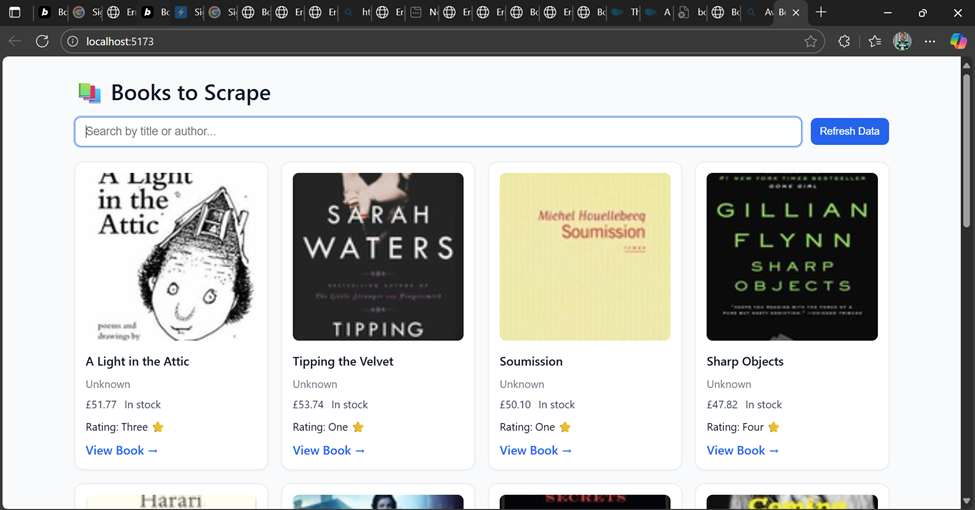 Bo
Sig
Er
Bo
Si
Si
Bo
Er
Er
ht
Er
Er
N
Er
Er
Bo
Er
Bo
Th
A
bo
Bo
A
Bo
localhost:5173
Books to Scrape
Search by title or author...
Refresh Data
A Light
in the
Attic
poems and
drawings by
SARAH
WATERS
BESTSELLING AUTHOR OF
The Little Stranger and Fingersmith
TIPPING
Michel Houellebecq
Soumission
roman
#1 NEW YORK TIMES BESTSELLER
GONE GIRL
GILLIAN
FLYNN
SHARP
OBJECTS
A Light in the Attic
Tipping the Velvet
Soumission
Sharp Objects
Unknown
Unknown
Unknown
Unknown
£51.77 In stock
£53.74 In stock
£50.10 In stock
£47.82 In stock
Rating: Three ⭐
Rating: One ⭐
Rating: One ⭐
Rating: Four ⭐
View Book →
View Book →
View Book →
View Book →
Harari
SECRETS
Coming